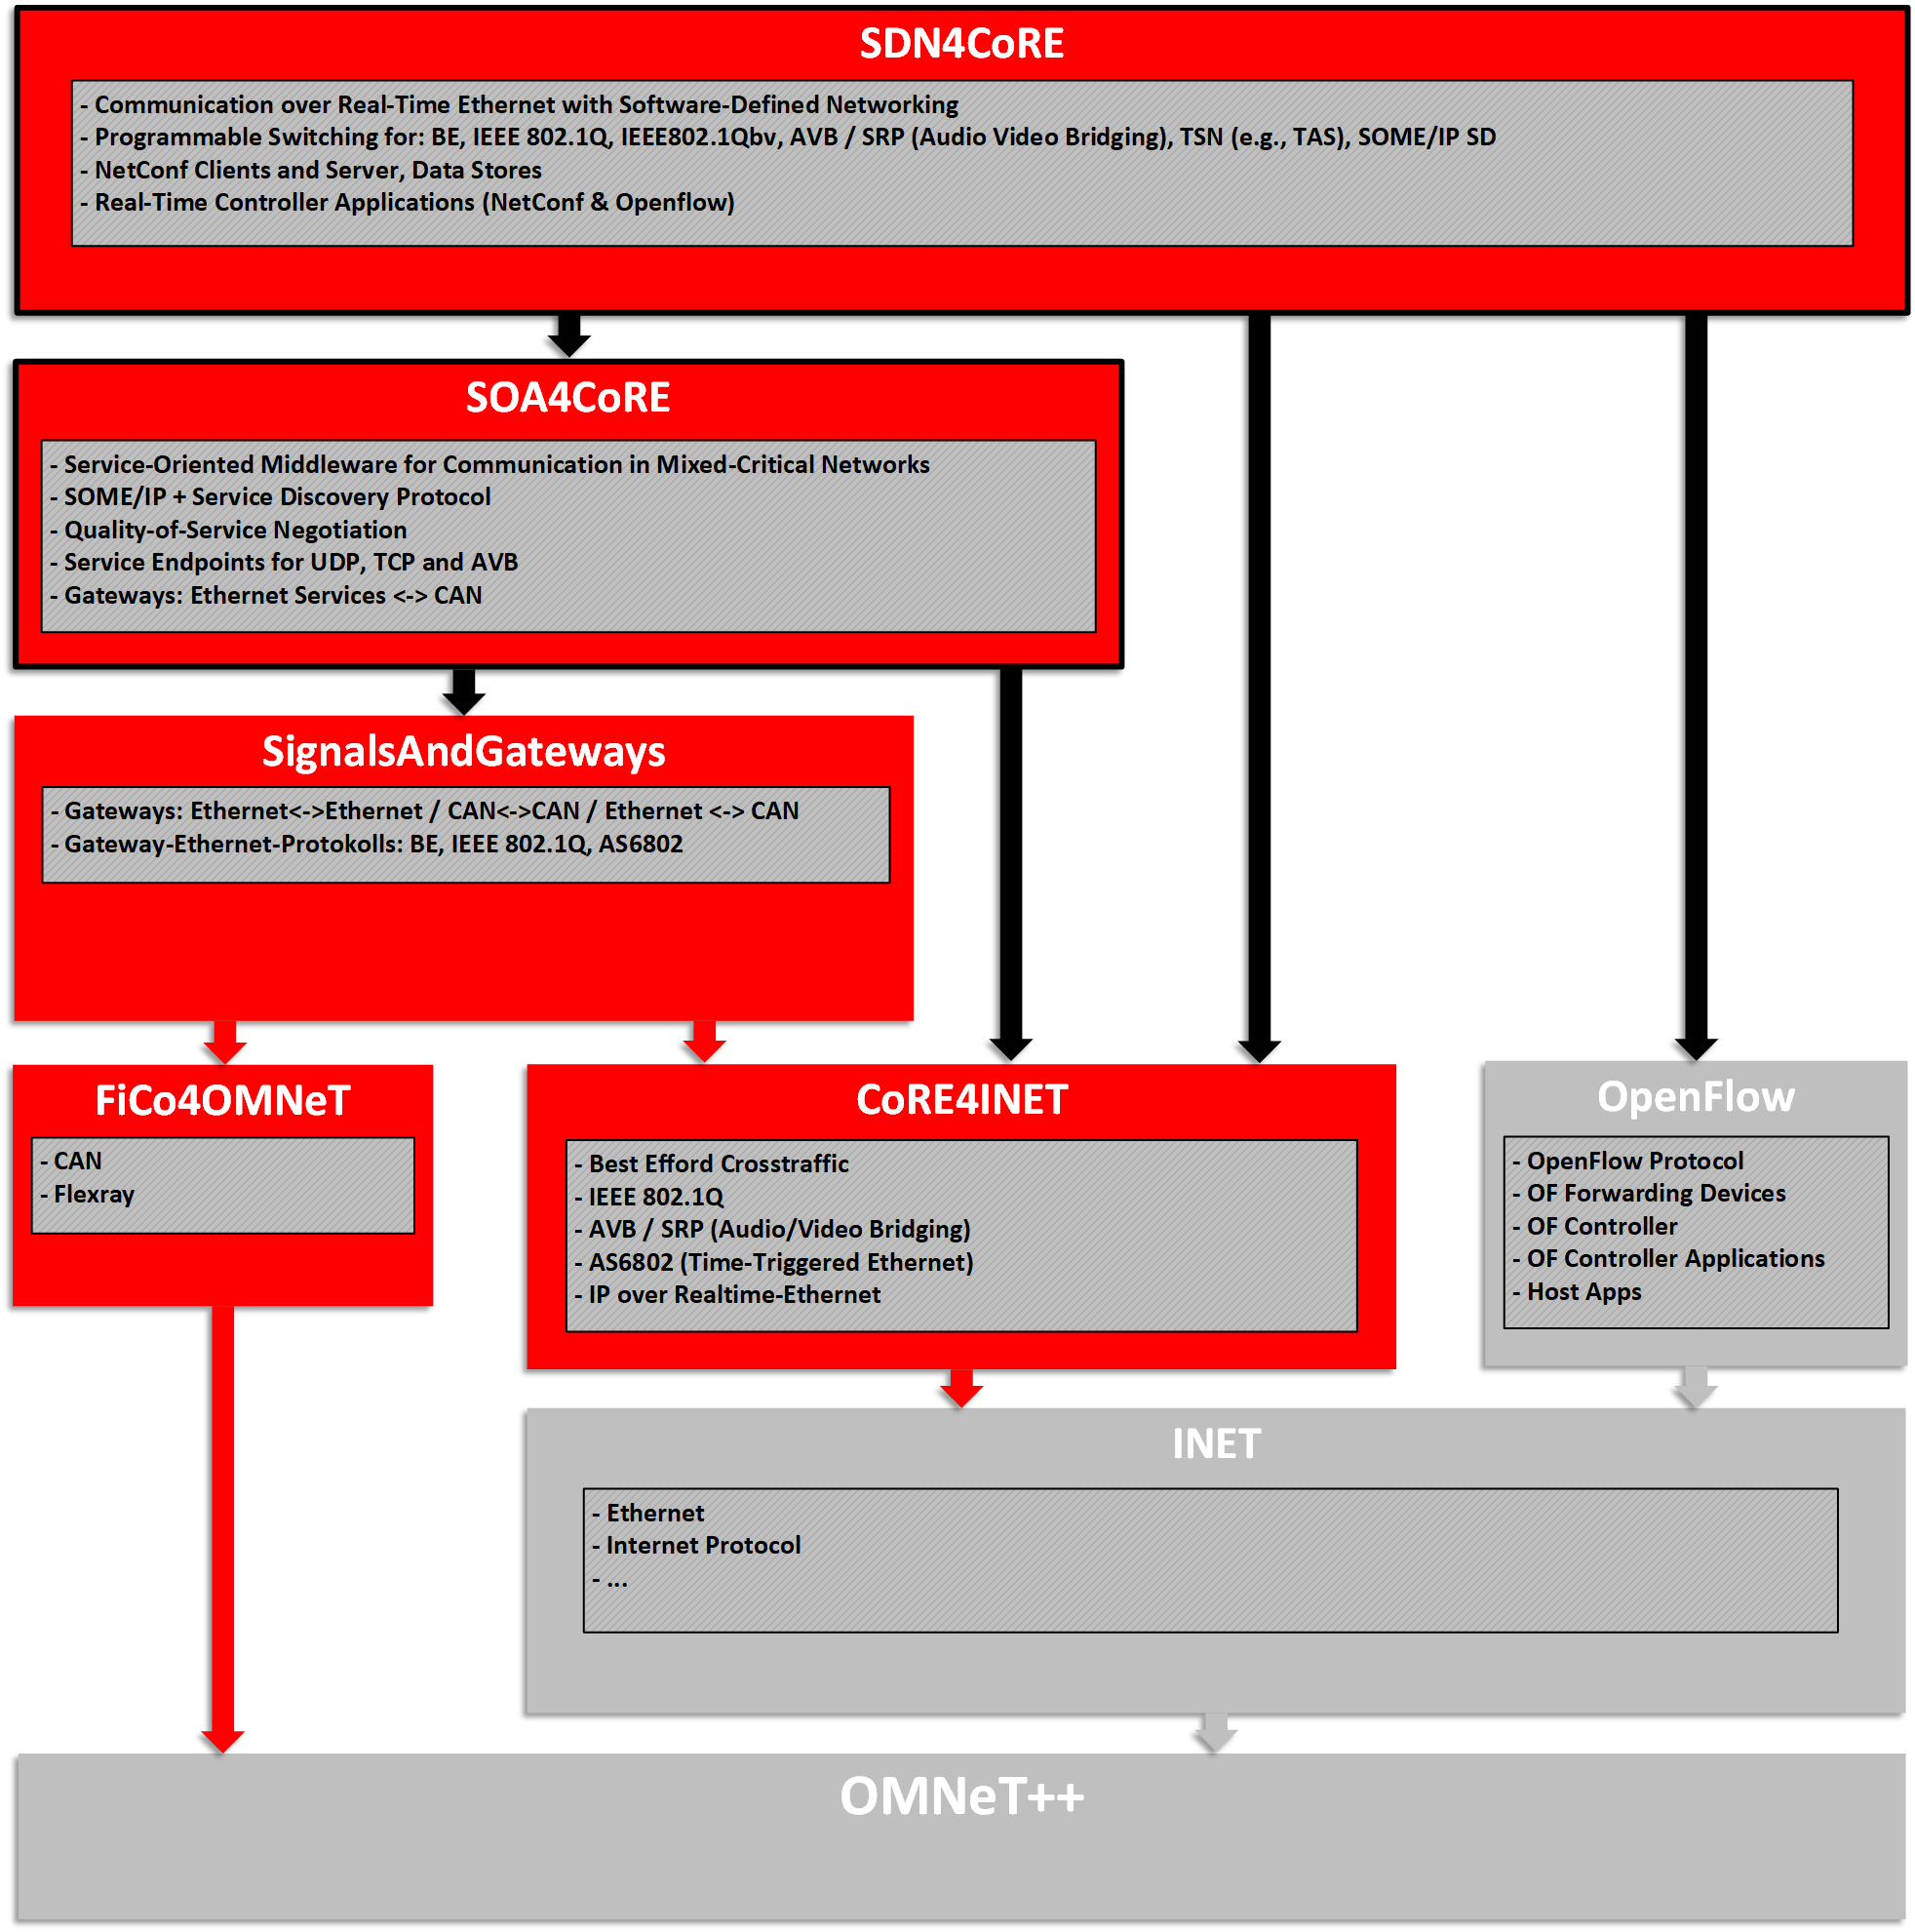 SDN4CoRE
- Communication over Real-Time Ethernet with Software-Defined Networking
- Programmable Switching for: BE, IEEE 802.1Q, IEEE802.1Qbv, AVB / SRP (Audio Video Bridging), TSN (e.g., TAS), SOME/IP SD
- NetConf Clients and Server, Data Stores
- Real-Time Controller Applications (NetConf & Openflow)
SOA4CoRE
- Service-Oriented Middleware for Communication in Mixed-Critical Networks
- SOME/IP + Service Discovery Protocol
- Quality-of-Service Negotiation
- Service Endpoints for UDP, TCP and AVB
- Gateways: Ethernet Services <-> CAN
SignalsAndGateways
- Gateways: Ethernet<->Ethernet / CAN<->CAN / Ethernet <-> CAN
- Gateway-Ethernet-Protokolls: BE, IEEE 802.1Q, AS6802
FiCo4OMNeT
- CAN
- Flexray
CoRE4INET
- Best Efford Crosstraffic
- IEEE 802.1Q
- AVB / SRP (Audio/Video Bridging)
- AS6802 (Time-Triggered Ethernet)
- IP over Realtime-Ethernet
OpenFlow
- OpenFlow Protocol
- OF Forwarding Devices
- OF Controller
- OF Controller Applications
- Host Apps
INET
- Ethernet
- Internet Protocol
- ...
OMNeT++